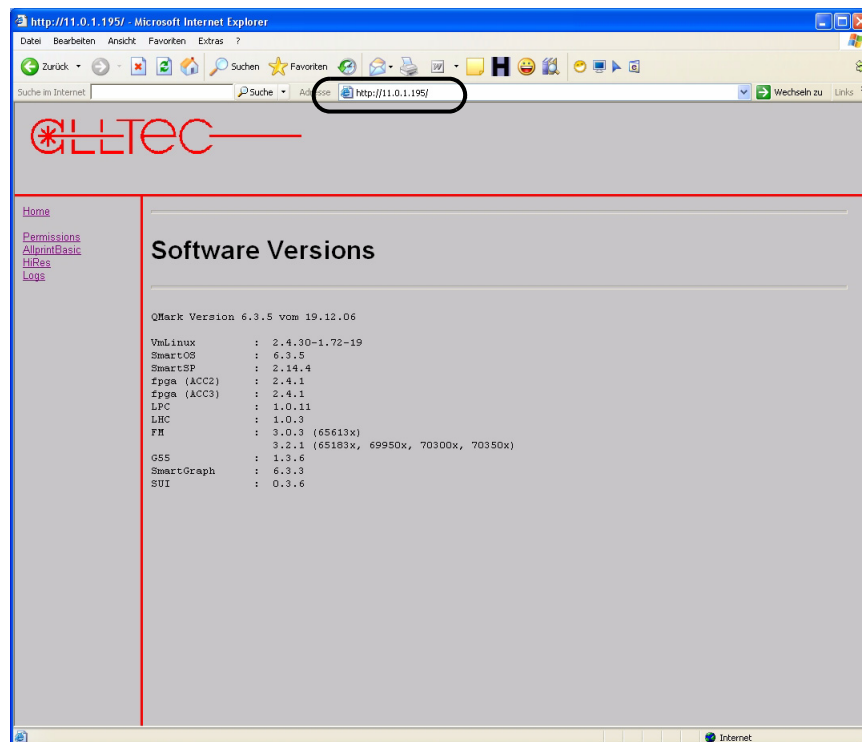 http://11.0.1.195/ - Microsoft Internet Explorer
Datei Bearbeiten Ansicht Favoriten Extras ?
Zurück Suchen Favoriten
Suche im Internet Suche Adresse http://11.0.1.195/ Wechseln zu Links
ALLTEC
Home
Permissions
AllprintBasic
HiRes
Logs
Software Versions
QMark Version 6.3.5 vom 19.12.06
VmLinux : 2.4.30-1.72-19
SmartOS : 6.3.5
SmartSP : 2.14.4
fpga (ACC2) : 2.4.1
fpga (ACC3) : 2.4.1
LPC : 1.0.11
LHC : 1.0.3
FM : 3.0.3 (65613x)
3.2.1 (65183x, 69950x, 70300x, 70350x)
G55 : 1.3.6
SmartGraph : 6.3.3
SUI : 0.3.6
Internet